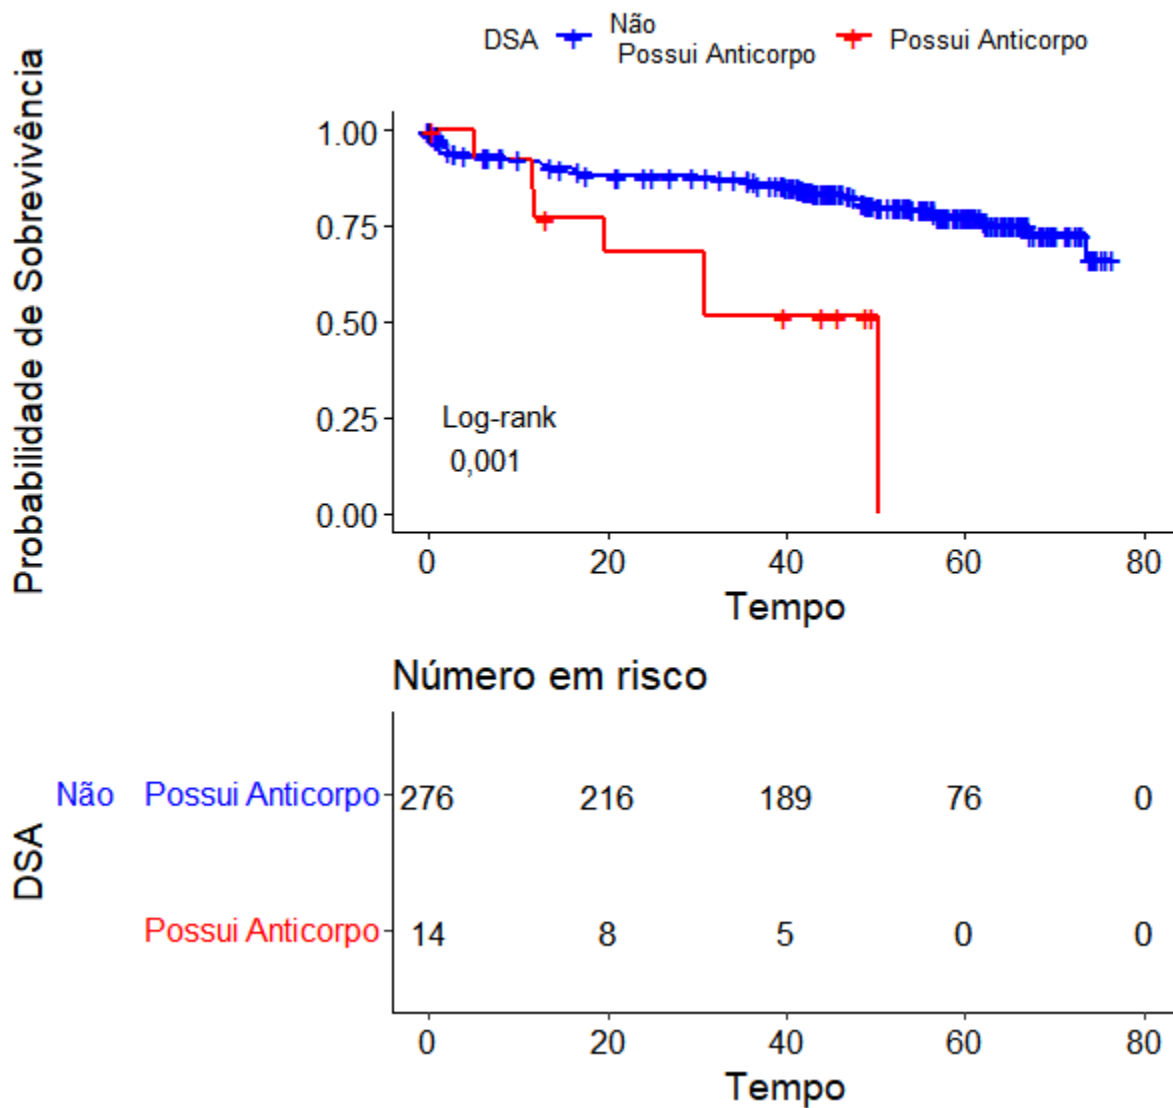 DSA Não Possui Anticorpo Possui Anticorpo
Probabilidade de Sobrevivência
1.00
0.75
0.50
0.25
0.00
Log-rank
0,001
0 20 40 60 80
Tempo
Número em risco
DSA
Não Possui Anticorpo 276 216 189 76 0
Possui Anticorpo 14 8 5 0 0
0 20 40 60 80
Tempo